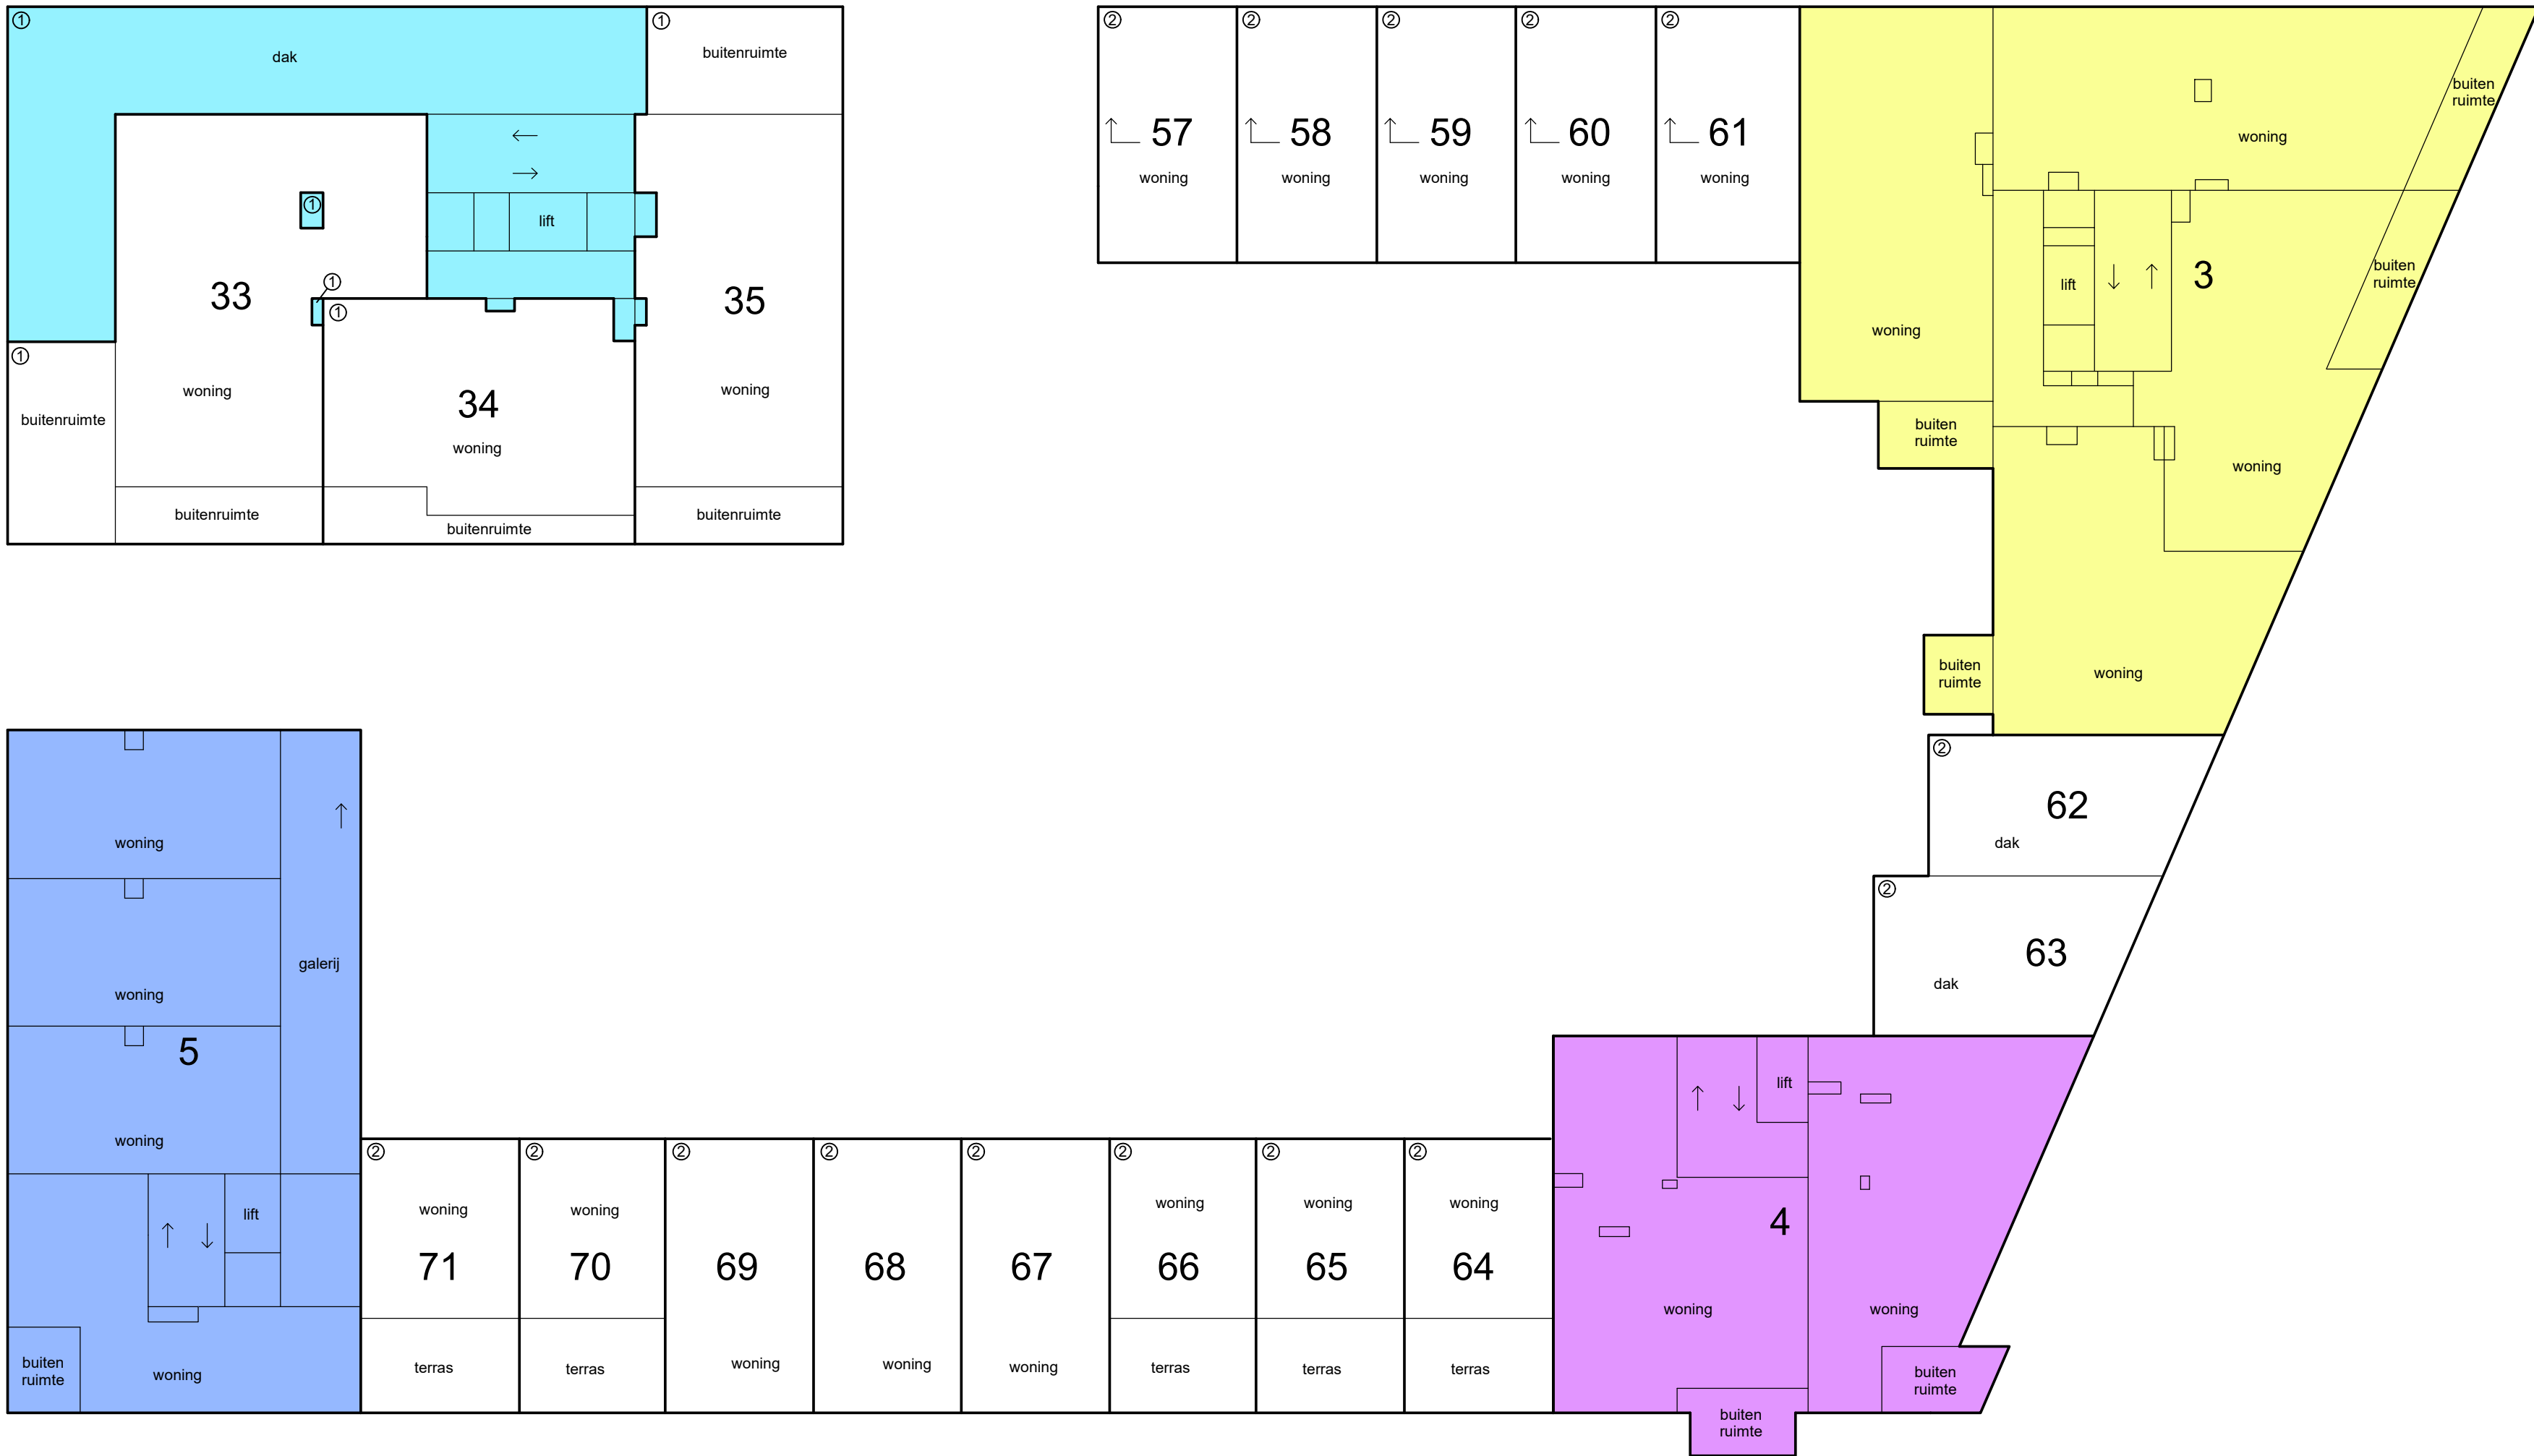 ①
dak
①
buitenruimte
①
①
33
①
lift
35
①
buitenruimte
woning
34
woning
woning
buitenruimte
buitenruimte
buitenruimte
②
57
woning
②
58
woning
②
59
woning
②
60
woning
②
61
woning
buiten
ruimte
woning
3
lift
buiten
ruimte
woning
buiten
ruimte
woning
buiten
ruimte
woning
②
62
dak
②
63
dak
woning
galerij
woning
5
woning
lift
buiten
ruimte
woning
②
woning
71
terras
②
woning
70
terras
②
69
woning
②
68
woning
②
67
woning
②
woning
66
terras
②
woning
65
terras
②
woning
64
terras
lift
4
woning
woning
buiten
ruimte
buiten
ruimte